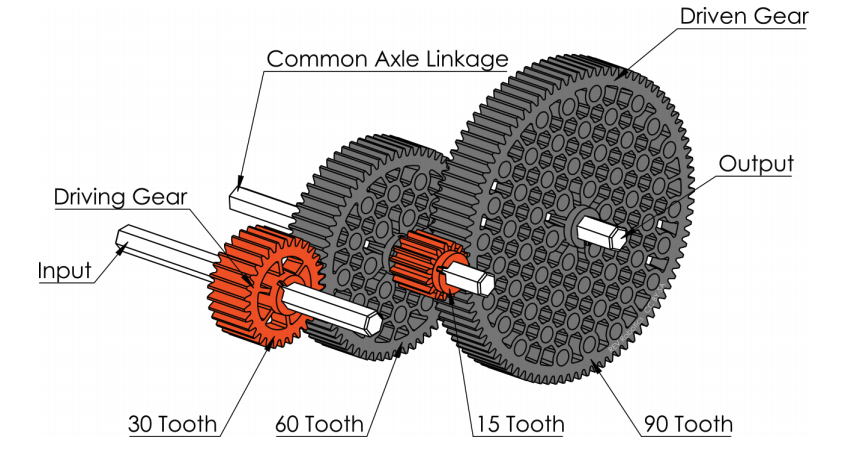 Driven Gear
Common Axle Linkage
Output
Driving Gear
Input
30 Tooth
60 Tooth
15 Tooth
90 Tooth